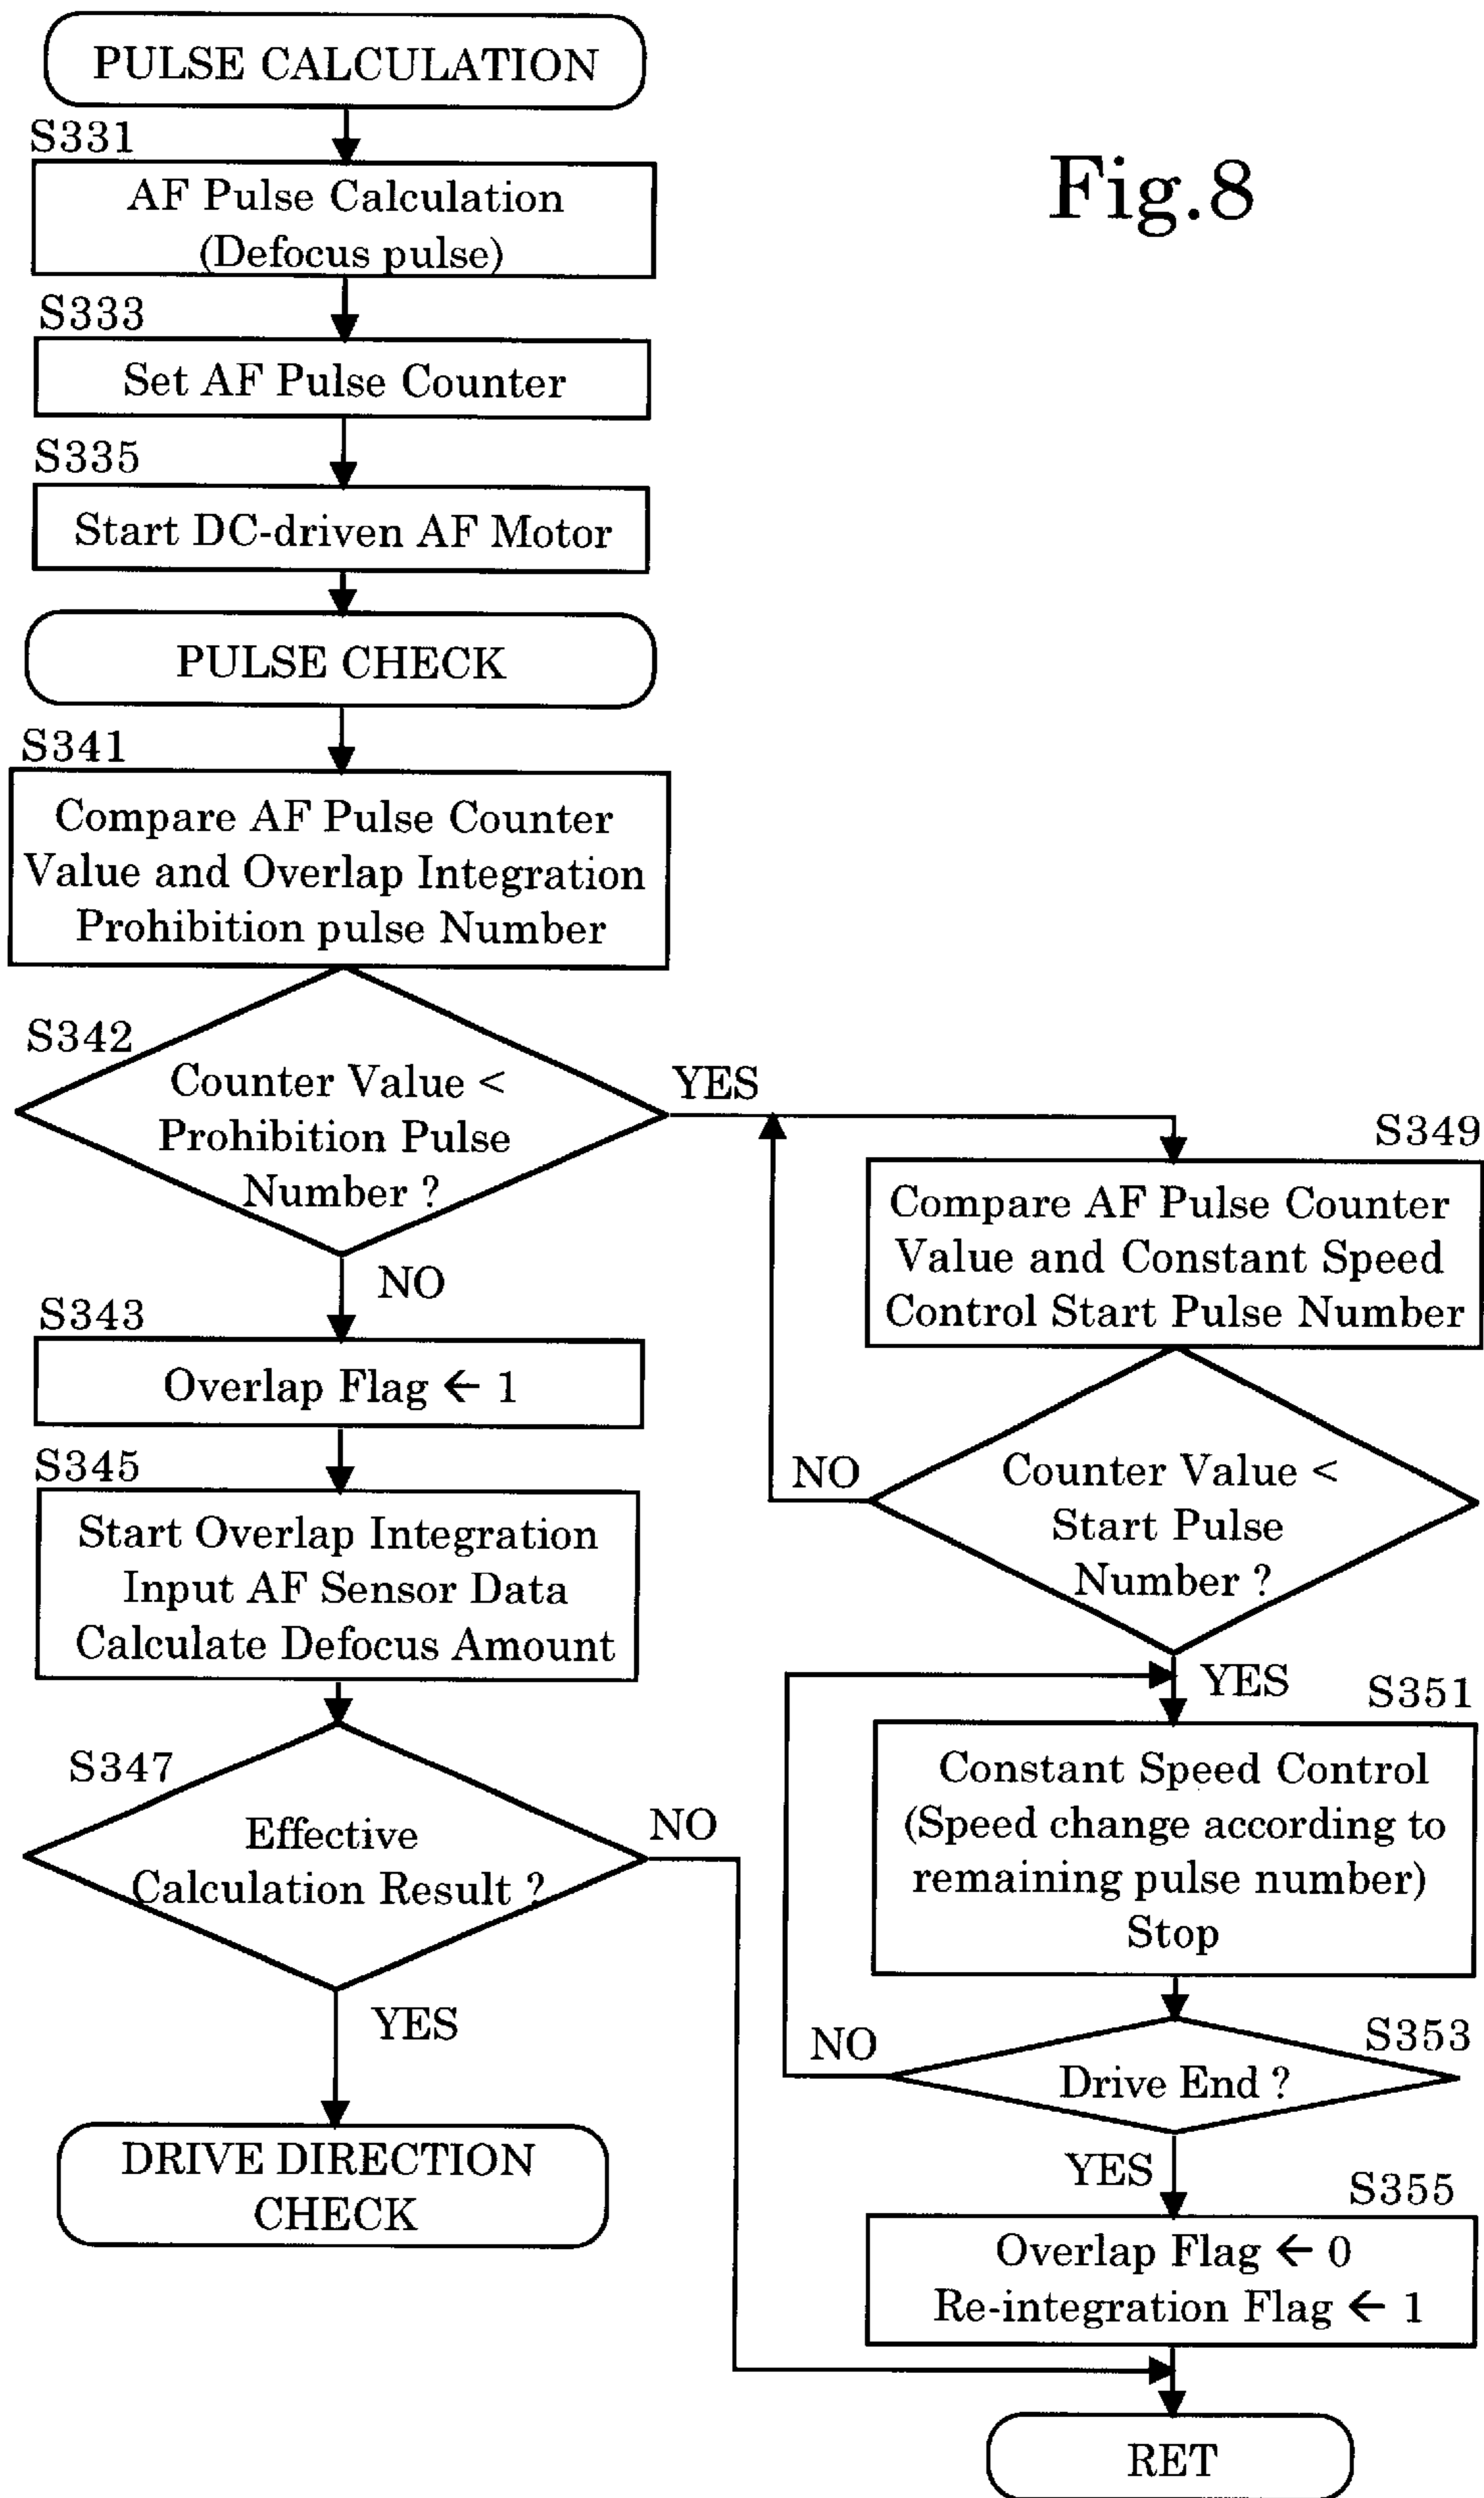 PULSE CALCULATION
Fig.8
S331
AF Pulse Calculation
(Defocus pulse)
S333
Set AF Pulse Counter
S335
Start DC-driven AF Motor
PULSE CHECK
S341
Compare AF Pulse Counter
Value and Overlap Integration
Prohibition pulse Number
S342
Counter Value <
Prohibition Pulse
Number ?
YES
NO
S343
Overlap Flag ← 1
S345
Start Overlap Integration
Input AF Sensor Data
Calculate Defocus Amount
S347
Effective
Calculation Result ?
NO
YES
DRIVE DIRECTION
CHECK
S349
Compare AF Pulse Counter
Value and Constant Speed
Control Start Pulse Number
Counter Value <
Start Pulse
Number ?
NO
YES
S351
Constant Speed Control
(Speed change according to
remaining pulse number)
Stop
S353
Drive End ?
NO
YES
S355
Overlap Flag ← 0
Re-integration Flag ← 1
RET